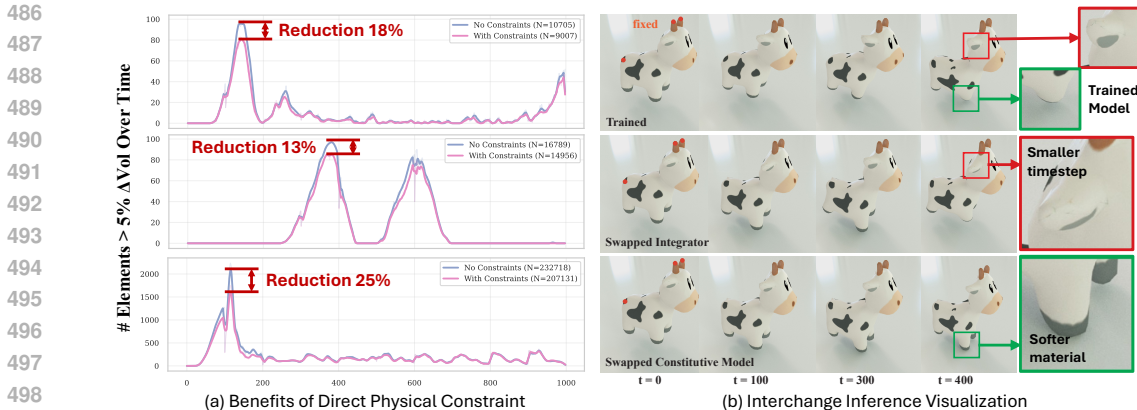 486
487
488
489
490
491
492
493
494
495
496
497
498
# Elements > 5% ΔVol Over Time
100
80
60
40
20
0
Reduction 18%
No Constraints (N=10705)
With Constraints (N=9007)
100
80
60
40
20
0
Reduction 13%
No Constraints (N=16789)
With Constraints (N=14956)
2000
1500
1000
500
0
Reduction 25%
No Constraints (N=232718)
With Constraints (N=207131)
0 200 400 600 800 1000
(a) Benefits of Direct Physical Constraint
fixed
Trained
Trained
Model
Swapped Integrator
Smaller
timestep
Swapped Constitutive Model
Softer
material
t = 0 t = 100 t = 300 t = 400
(b) Interchange Inference Visualization